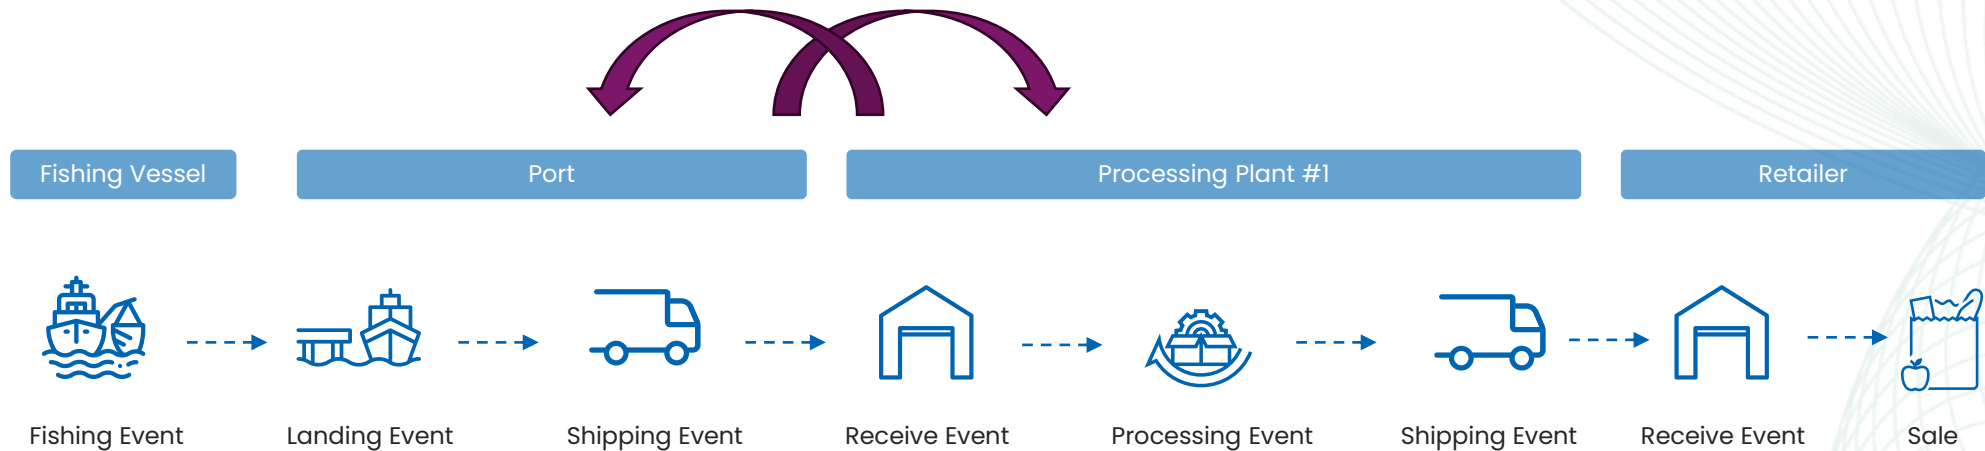 Fishing Vessel
Port
Processing Plant #1
Retailer
Fishing Event
Landing Event
Shipping Event
Receive Event
Processing Event
Shipping Event
Receive Event
Sale